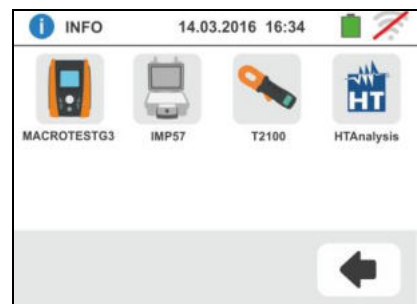 INFO 14.03.2016 16:34
HT
MACROTESTG3 IMP57 T2100 HTAnalysis